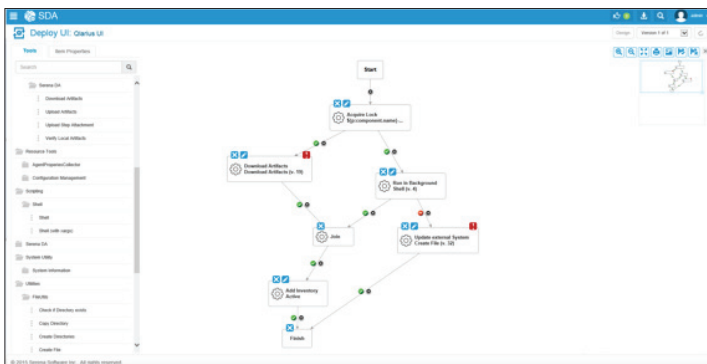 SDA
admin
Deploy UI: Qlarius UI
Design
Version 1 of 1
Tools
Item Properties
Search
Start
Serena DA
Download Artifacts
Upload Artifacts
Upload Step Attachment
Verify Local Artifacts
Acquire Lock
${p:component.name}-...
Resource Tools
AgentPropertiesCollector
Configuration Management
Download Artifacts
Download Artifacts (v. 19)
Scripting
Run in Background
Shell (v. 4)
Shell
Shell
Shell (with xargs)
Join
Update external System
Create File (v. 32)
Serena DA
System Utils
System Information
Utilities
Add Inventory
Active
FileUtils
Check if Directory exists
Copy Directory
Create Directories
Create File
Finish
© 2015 Serena Software Inc. All rights reserved.